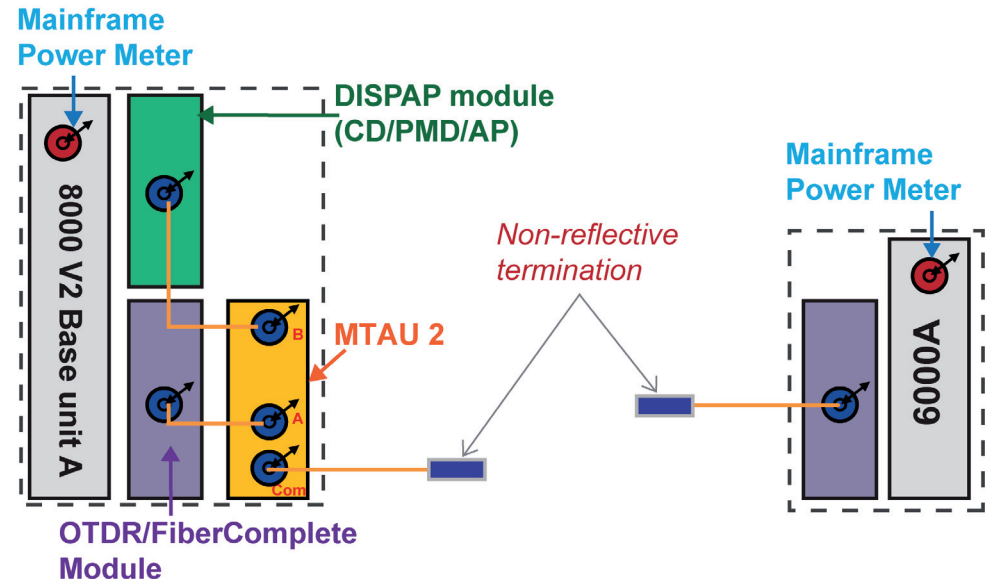 Mainframe
Power Meter
DISPAP module
(CD/PMD/AP)
8000 V2 Base unit A
B
MTAU 2
A
Com
OTDR/FiberComplete
Module
Non-reflective
termination
Mainframe
Power Meter
6000A